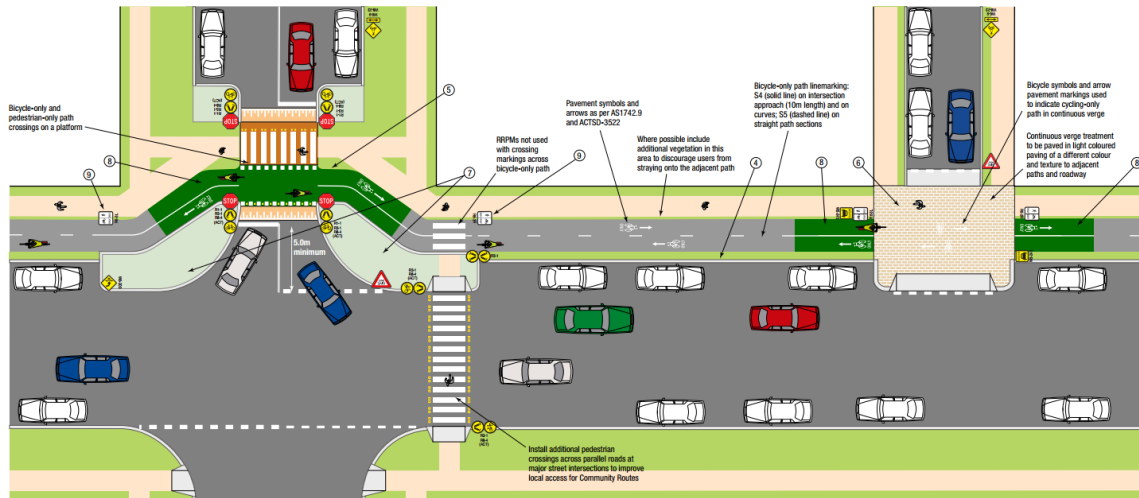 Bicycle-only and
pedestrian-only path
crossings on a platform
5
8
9
STOP
STOP
STOP
STOP
RRPMs not used
with crossing
markings across
bicycle-path
7
9
5.0m
minimum
Pavement symbols and
arrows as per AS1742.9
and ACTSD-3522
Where possible include
additional vegetation in this
area to discourage users from
straying onto the adjacent path
4
Bicycle-only path linemarking:
S4 (solid line) on intersection
approach (10m length) and on
curves; S5 (dashed line) on
straight path sections
8
6
Bicycle symbols and arrow
pavement markings used
to indicate cycling-only
path in continuous verge
Continuous verge treatment
to be paved in light coloured
paving of a different colour
and texture to adjacent
paths and roadway
8
Install additional pedestrian
crossings across parallel roads at
major street intersections to improve
local access for Community Routes